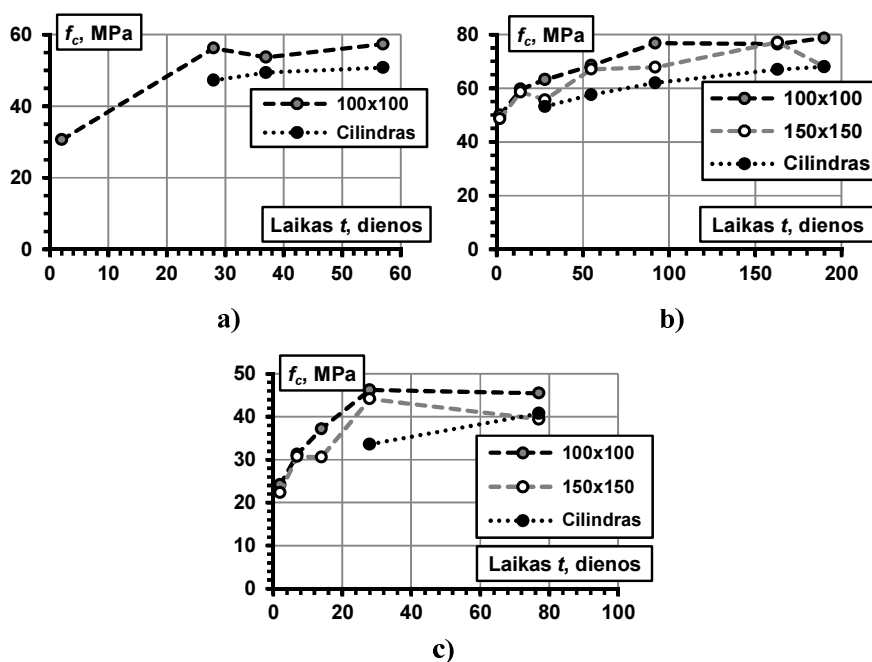 f_c, MPa
60
40
20
0
100x100
Cilindras
Laikas t, dienos
0 10 20 30 40 50 60
a)
f_c, MPa
80
60
40
20
0
100x100
150x150
Cilindras
Laikas t, dienos
0 50 100 150 200
b)
f_c, MPa
50
40
30
20
10
0
100x100
150x150
Cilindras
Laikas t, dienos
0 20 40 60 80 100
c)